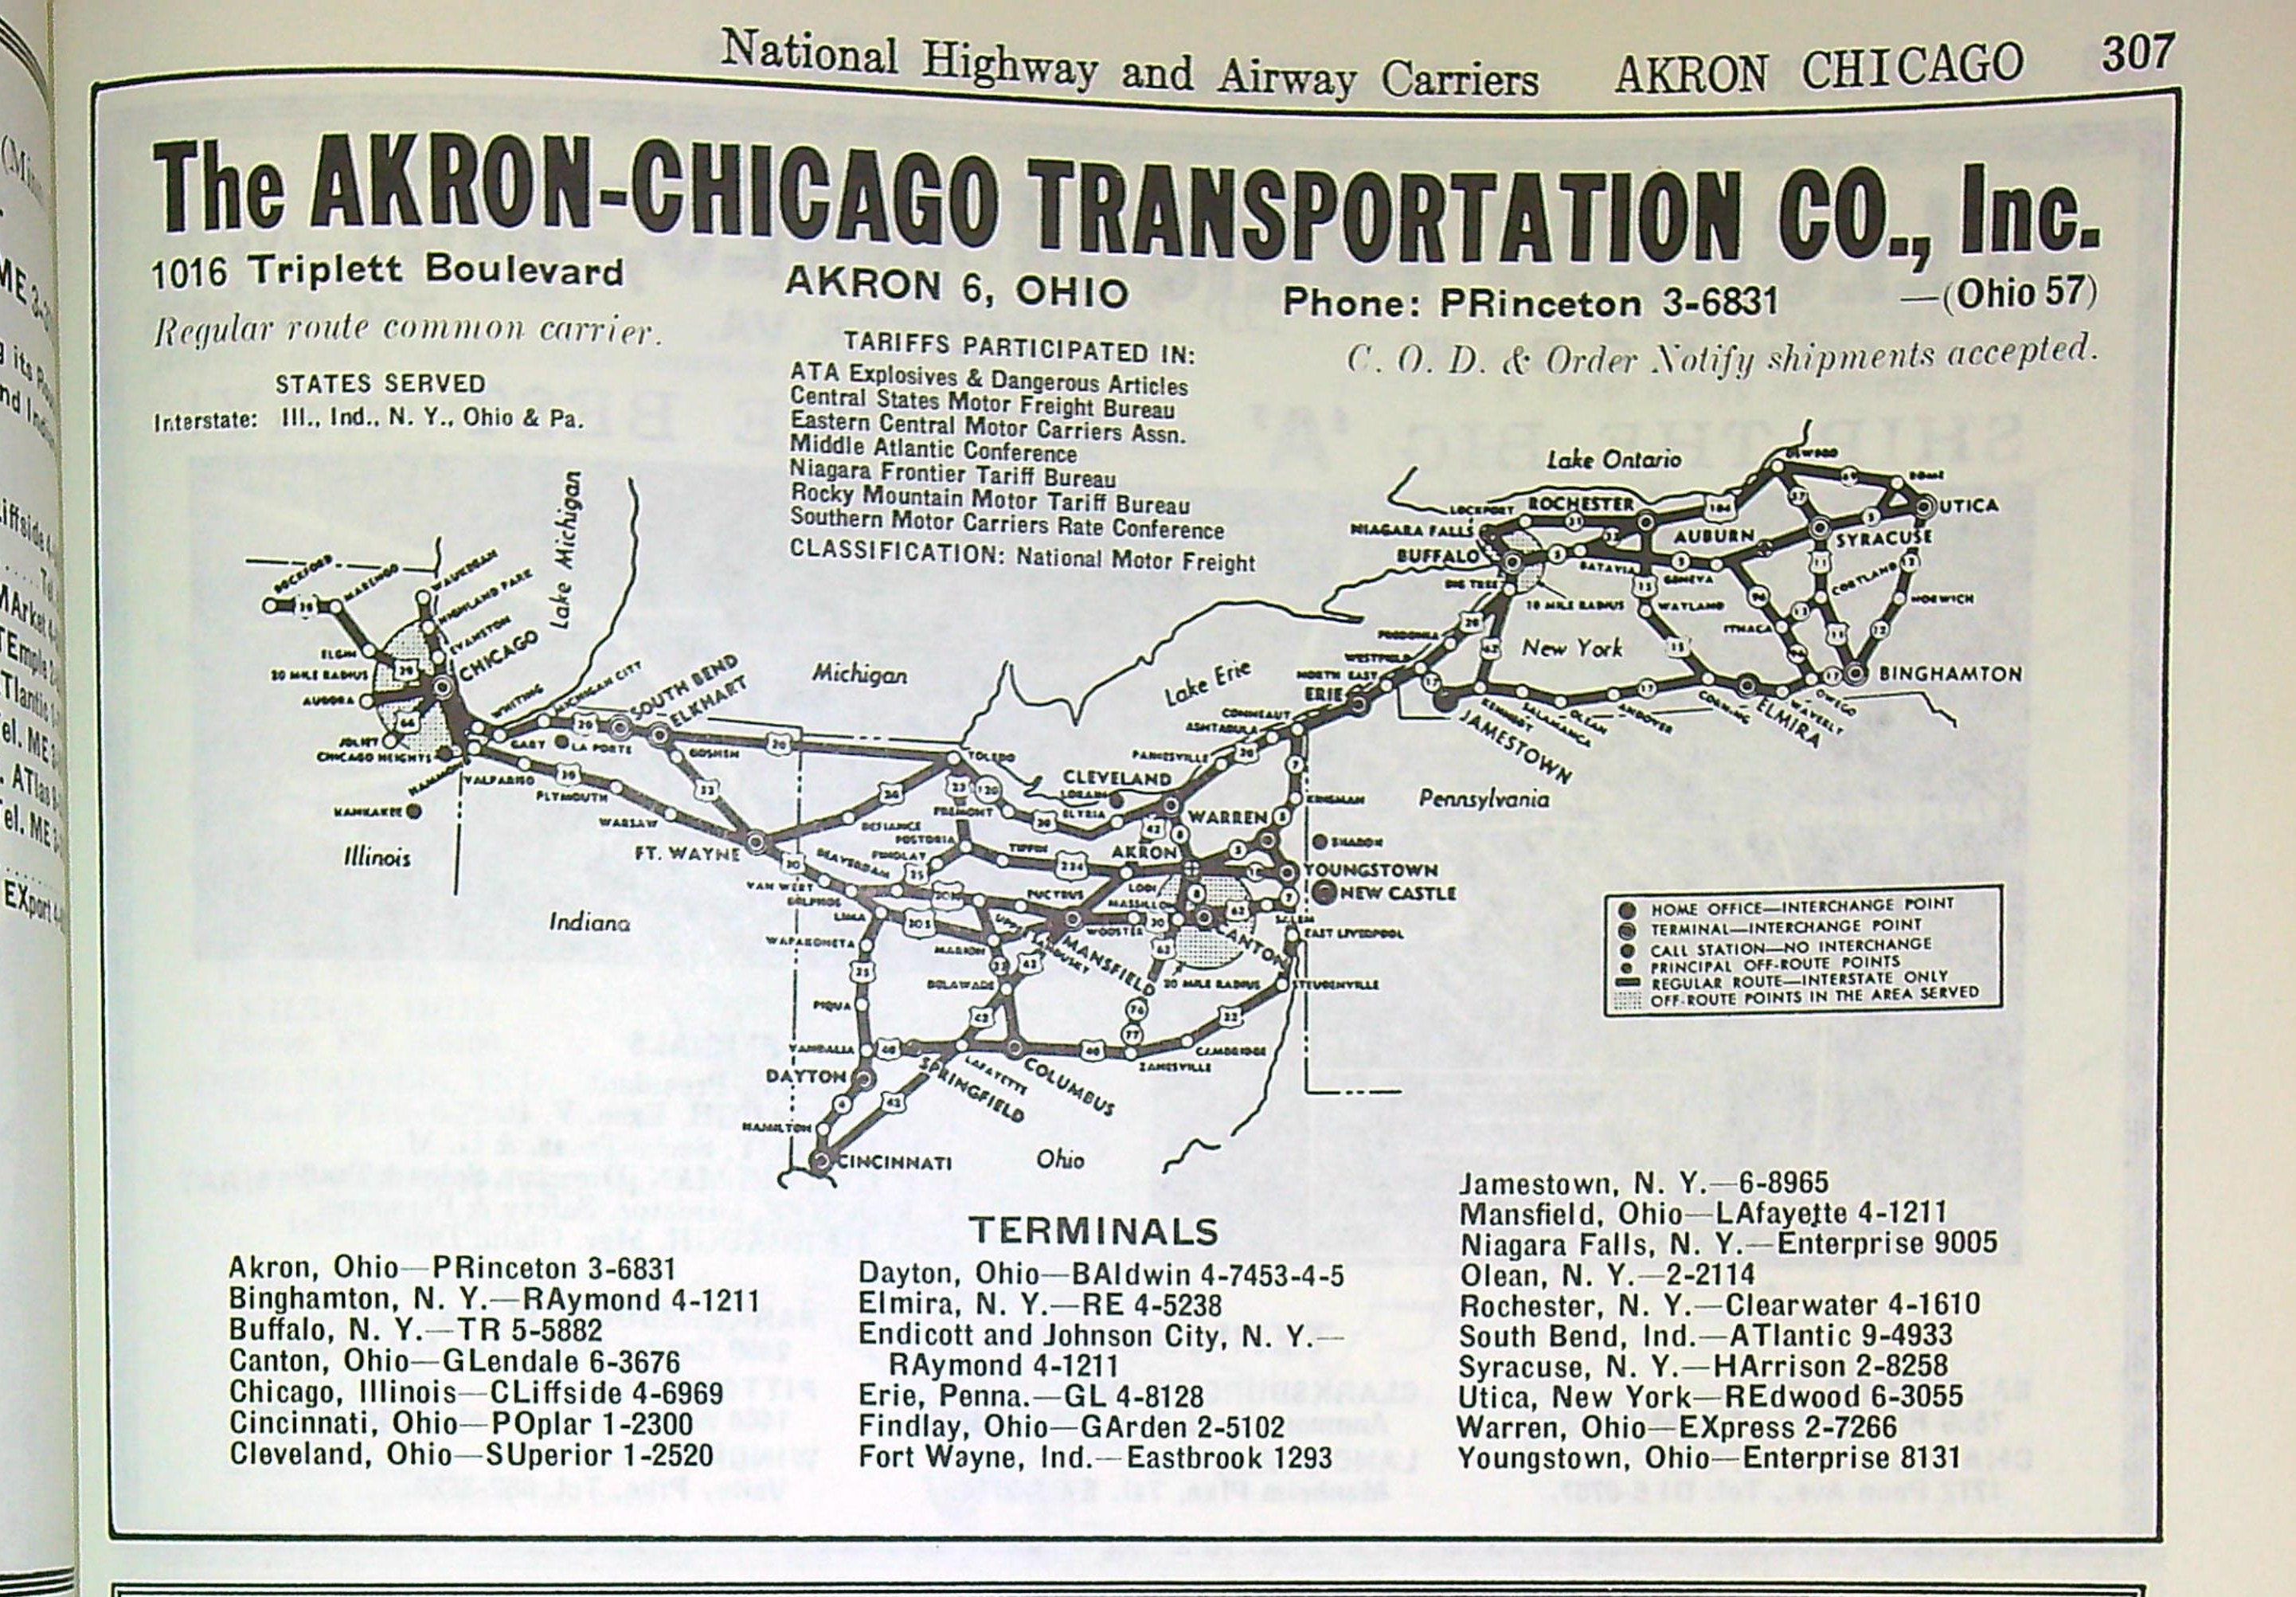 National Highway and Airway Carriers AKRON CHICAGO 307
The AKRON-CHICAGO TRANSPORTATION CO., Inc.
1016 Triplett Boulevard AKRON 6, OHIO Phone: PRinceton 3-6831 —(Ohio 57)
Regular route common carrier.
C. O. D. & Order Notify shipments accepted.
STATES SERVED
Interstate: Ill., Ind., N. Y., Ohio & Pa.
TARIFFS PARTICIPATED IN:
ATA Explosives & Dangerous Articles
Central States Motor Freight Bureau
Eastern Central Motor Carriers Assn.
Middle Atlantic Conference
Niagara Frontier Tariff Bureau
Rocky Mountain Motor Tariff Bureau
Southern Motor Carriers Rate Conference
CLASSIFICATION: National Motor Freight
Lake Michigan
Lake Ontario
Lake Erie
Michigan
New York
Pennsylvania
Illinois
Indiana
Ohio
ROCKFORD
MARENGO
WAUKEGAN
HIGHLAND PARK
EVANSTON
CHICAGO
ELGIN
20 MILE RADIUS
AURORA
JOLIET
CHICAGO HEIGHTS
HAMMOND
KANKAKEE
WHITING
MICHIGAN CITY
GARY
LA PORTE
SOUTH BEND
ELKHART
GOSHEN
VALPARISO
PLYMOUTH
WARSAW
FT. WAYNE
TOLEDO
DEFIANCE
FREMONT
FOSTORIA
FINDLAY
BEAVERDAM
VAN WERT
DELPHOS
LIMA
WAPAKONETA
PIQUA
VANDALIA
DAYTON
HAMILTON
CINCINNATI
TIFFIN
BUCYRUS
UPPER SANDUSKY
MARION
DELAWARE
SPRINGFIELD
LAFAYETTE
COLUMBUS
ZANESVILLE
CAMBRIDGE
MANSFIELD
WOOSTER
MASSILLON
LODI
AKRON
CANTON
20 MILE RADIUS
CLEVELAND
LORAIN
ELYRIA
PAINESVILLE
ASHTABULA
CONNEAUT
WARREN
KINSMAN
SHARON
YOUNGSTOWN
NEW CASTLE
SALEM
EAST LIVERPOOL
STEUBENVILLE
ERIE
NORTH EAST
WESTFIELD
FREDONIA
JAMESTOWN
BIG TREE
10 MILE RADIUS
BUFFALO
NIAGARA FALLS
LOCKPORT
ROCHESTER
BATAVIA
GENEVA
WAYLAND
AUBURN
OSWEGO
ROME
UTICA
SYRACUSE
CORTLAND
NORWICH
ITHACA
BINGHAMTON
OWEGO
WAVERLY
ELMIRA
CORNING
ANDOVER
OLEAN
SALAMANCA
KENNEDY
HOME OFFICE—INTERCHANGE POINT
TERMINAL—INTERCHANGE POINT
CALL STATION—NO INTERCHANGE
PRINCIPAL OFF-ROUTE POINTS
REGULAR ROUTE—INTERSTATE ONLY
OFF-ROUTE POINTS IN THE AREA SERVED
TERMINALS
Akron, Ohio—PRinceton 3-6831
Binghamton, N. Y.—RAymond 4-1211
Buffalo, N. Y.—TR 5-5882
Canton, Ohio—GLendale 6-3676
Chicago, Illinois—CLiffside 4-6969
Cincinnati, Ohio—POplar 1-2300
Cleveland, Ohio—SUperior 1-2520
Dayton, Ohio—BAldwin 4-7453-4-5
Elmira, N. Y.—RE 4-5238
Endicott and Johnson City, N. Y.—
RAymond 4-1211
Erie, Penna.—GL 4-8128
Findlay, Ohio—GArden 2-5102
Fort Wayne, Ind.—Eastbrook 1293
Jamestown, N. Y.—6-8965
Mansfield, Ohio—LAfayette 4-1211
Niagara Falls, N. Y.—Enterprise 9005
Olean, N. Y.—2-2114
Rochester, N. Y.—Clearwater 4-1610
South Bend, Ind.—ATlantic 9-4933
Syracuse, N. Y.—HArrison 2-8258
Utica, New York—REdwood 6-3055
Warren, Ohio—EXpress 2-7266
Youngstown, Ohio—Enterprise 8131